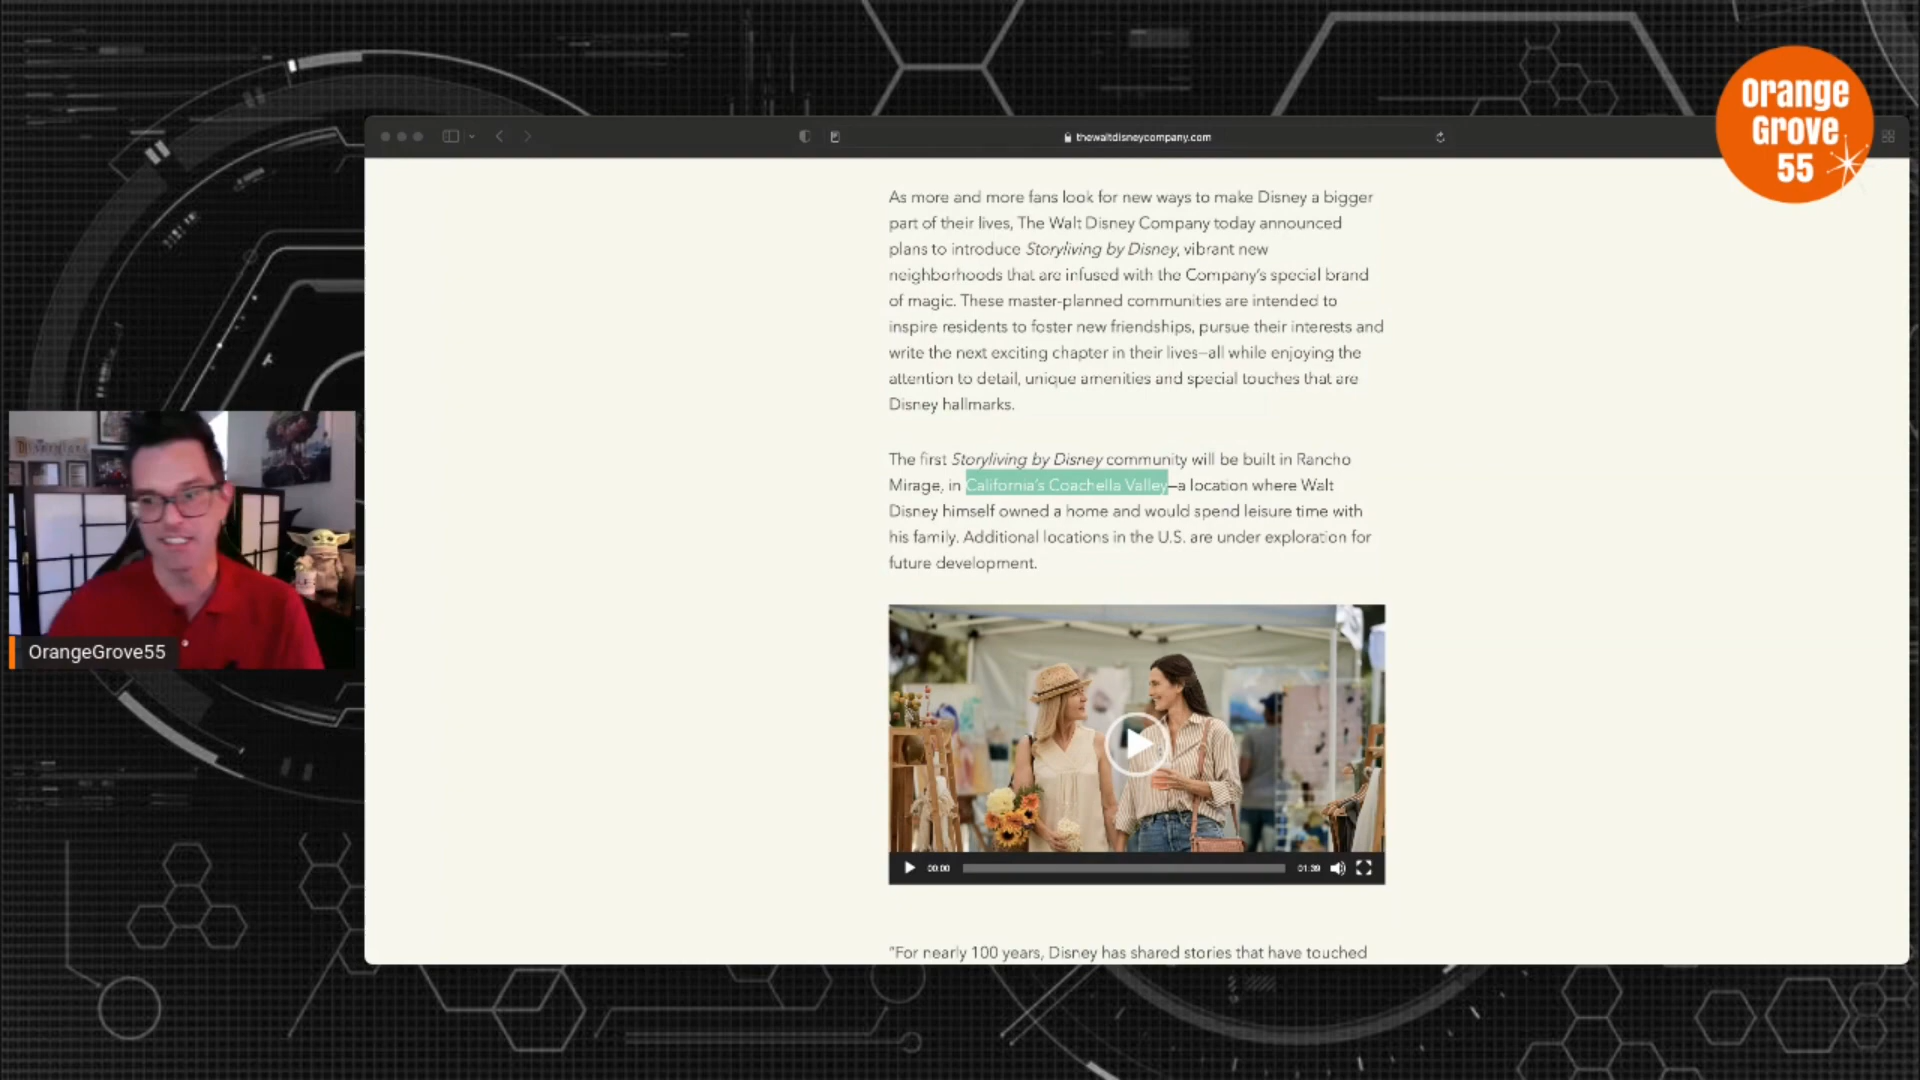 Orange
Grove
55
thewaltdisneycompany.com
As more and more fans look for new ways to make Disney a bigger
part of their lives, The Walt Disney Company today announced
plans to introduce Storyliving by Disney, vibrant new
neighborhoods that are infused with the Company's special brand
of magic. These master-planned communities are intended to
inspire residents to foster new friendships, pursue their interests and
write the next exciting chapter in their lives—all while enjoying the
attention to detail, unique amenities and special touches that are
Disney hallmarks.
The first Storyliving by Disney community will be built in Rancho
Mirage, in California's Coachella Valley—a location where Walt
Disney himself owned a home and would spend leisure time with
his family. Additional locations in the U.S. are under exploration for
future development.
00:00
01:39
"For nearly 100 years, Disney has shared stories that have touched
Disneyland
OrangeGrove55